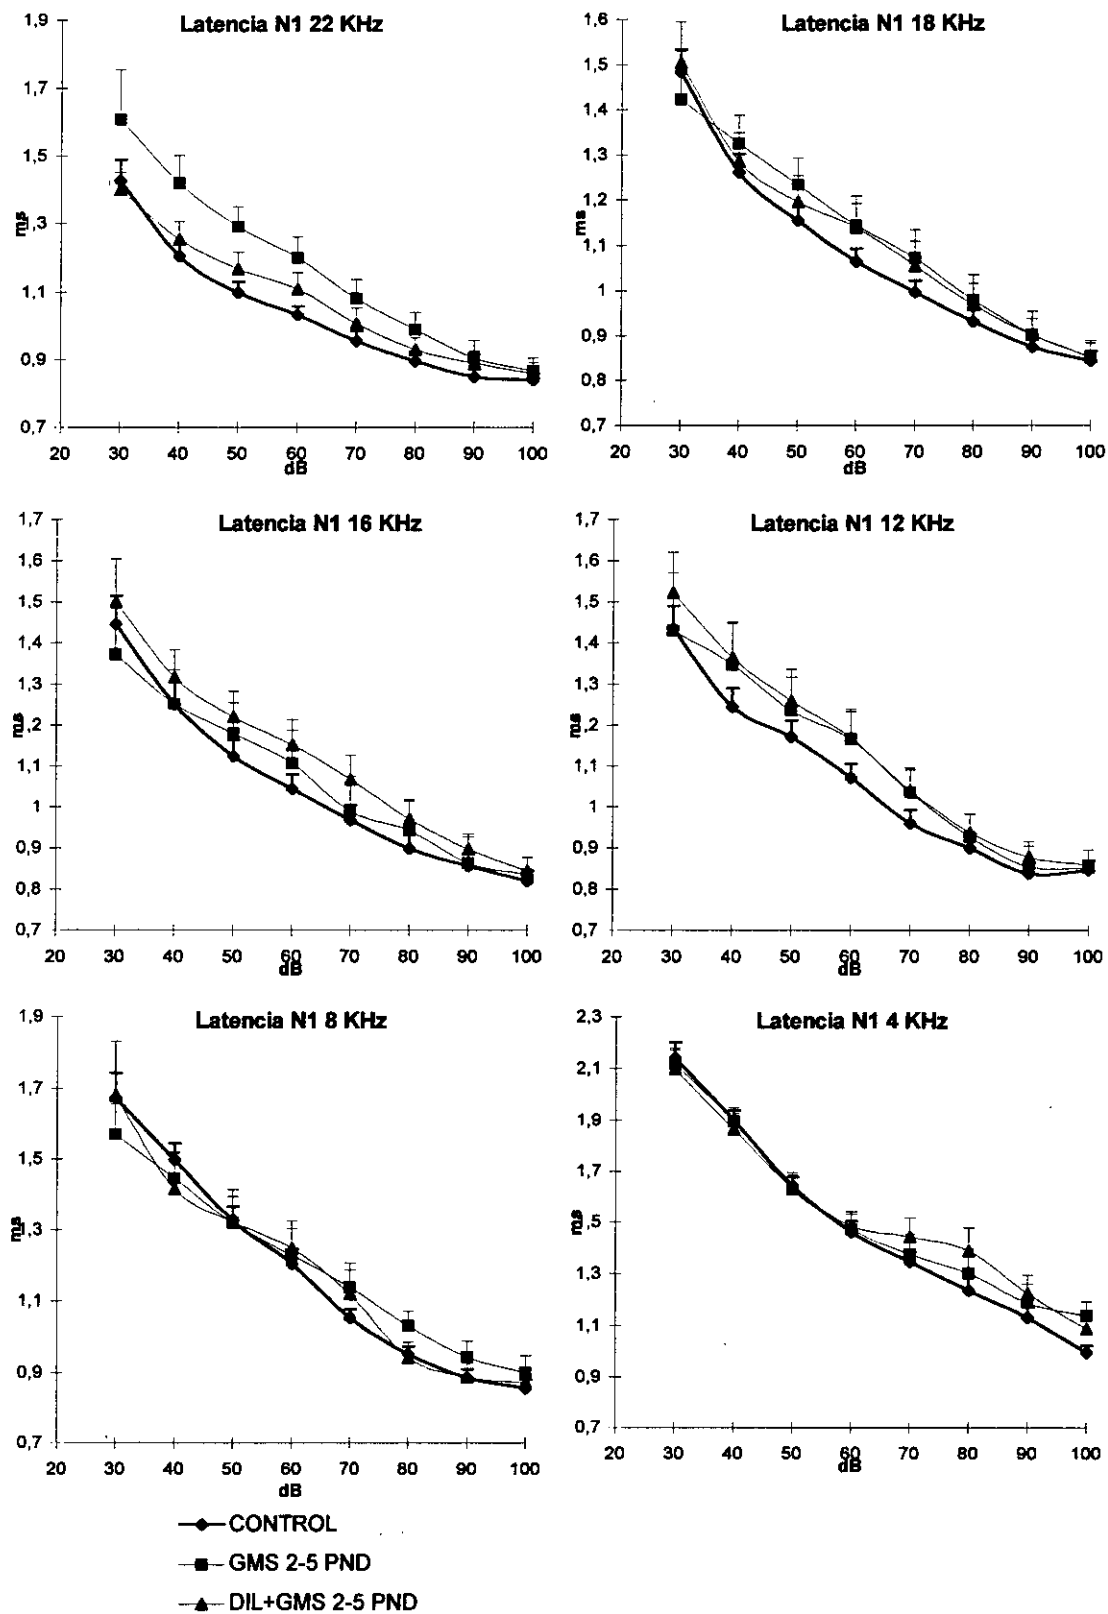 Latencia N1 22 KHz
1,9
1,7
1,5
1,3
1,1
0,9
0,7
ms
20 30 40 50 60 70 80 90 100
dB
Latencia N1 18 KHz
1,6
1,5
1,4
1,3
1,2
1,1
1
0,9
0,8
0,7
ms
20 30 40 50 60 70 80 90 100
dB
Latencia N1 16 KHz
1,7
1,6
1,5
1,4
1,3
1,2
1,1
1
0,9
0,8
0,7
ms
20 30 40 50 60 70 80 90 100
dB
Latencia N1 12 KHz
1,7
1,6
1,5
1,4
1,3
1,2
1,1
1
0,9
0,8
0,7
ms
20 30 40 50 60 70 80 90 100
dB
Latencia N1 8 KHz
1,9
1,7
1,5
1,3
1,1
0,9
0,7
ms
20 30 40 50 60 70 80 90 100
dB
Latencia N1 4 KHz
2,3
2,1
1,9
1,7
1,5
1,3
1,1
0,9
0,7
ms
20 30 40 50 60 70 80 90 100
dB
CONTROL
GMS 2-5 PND
DIL+GMS 2-5 PND